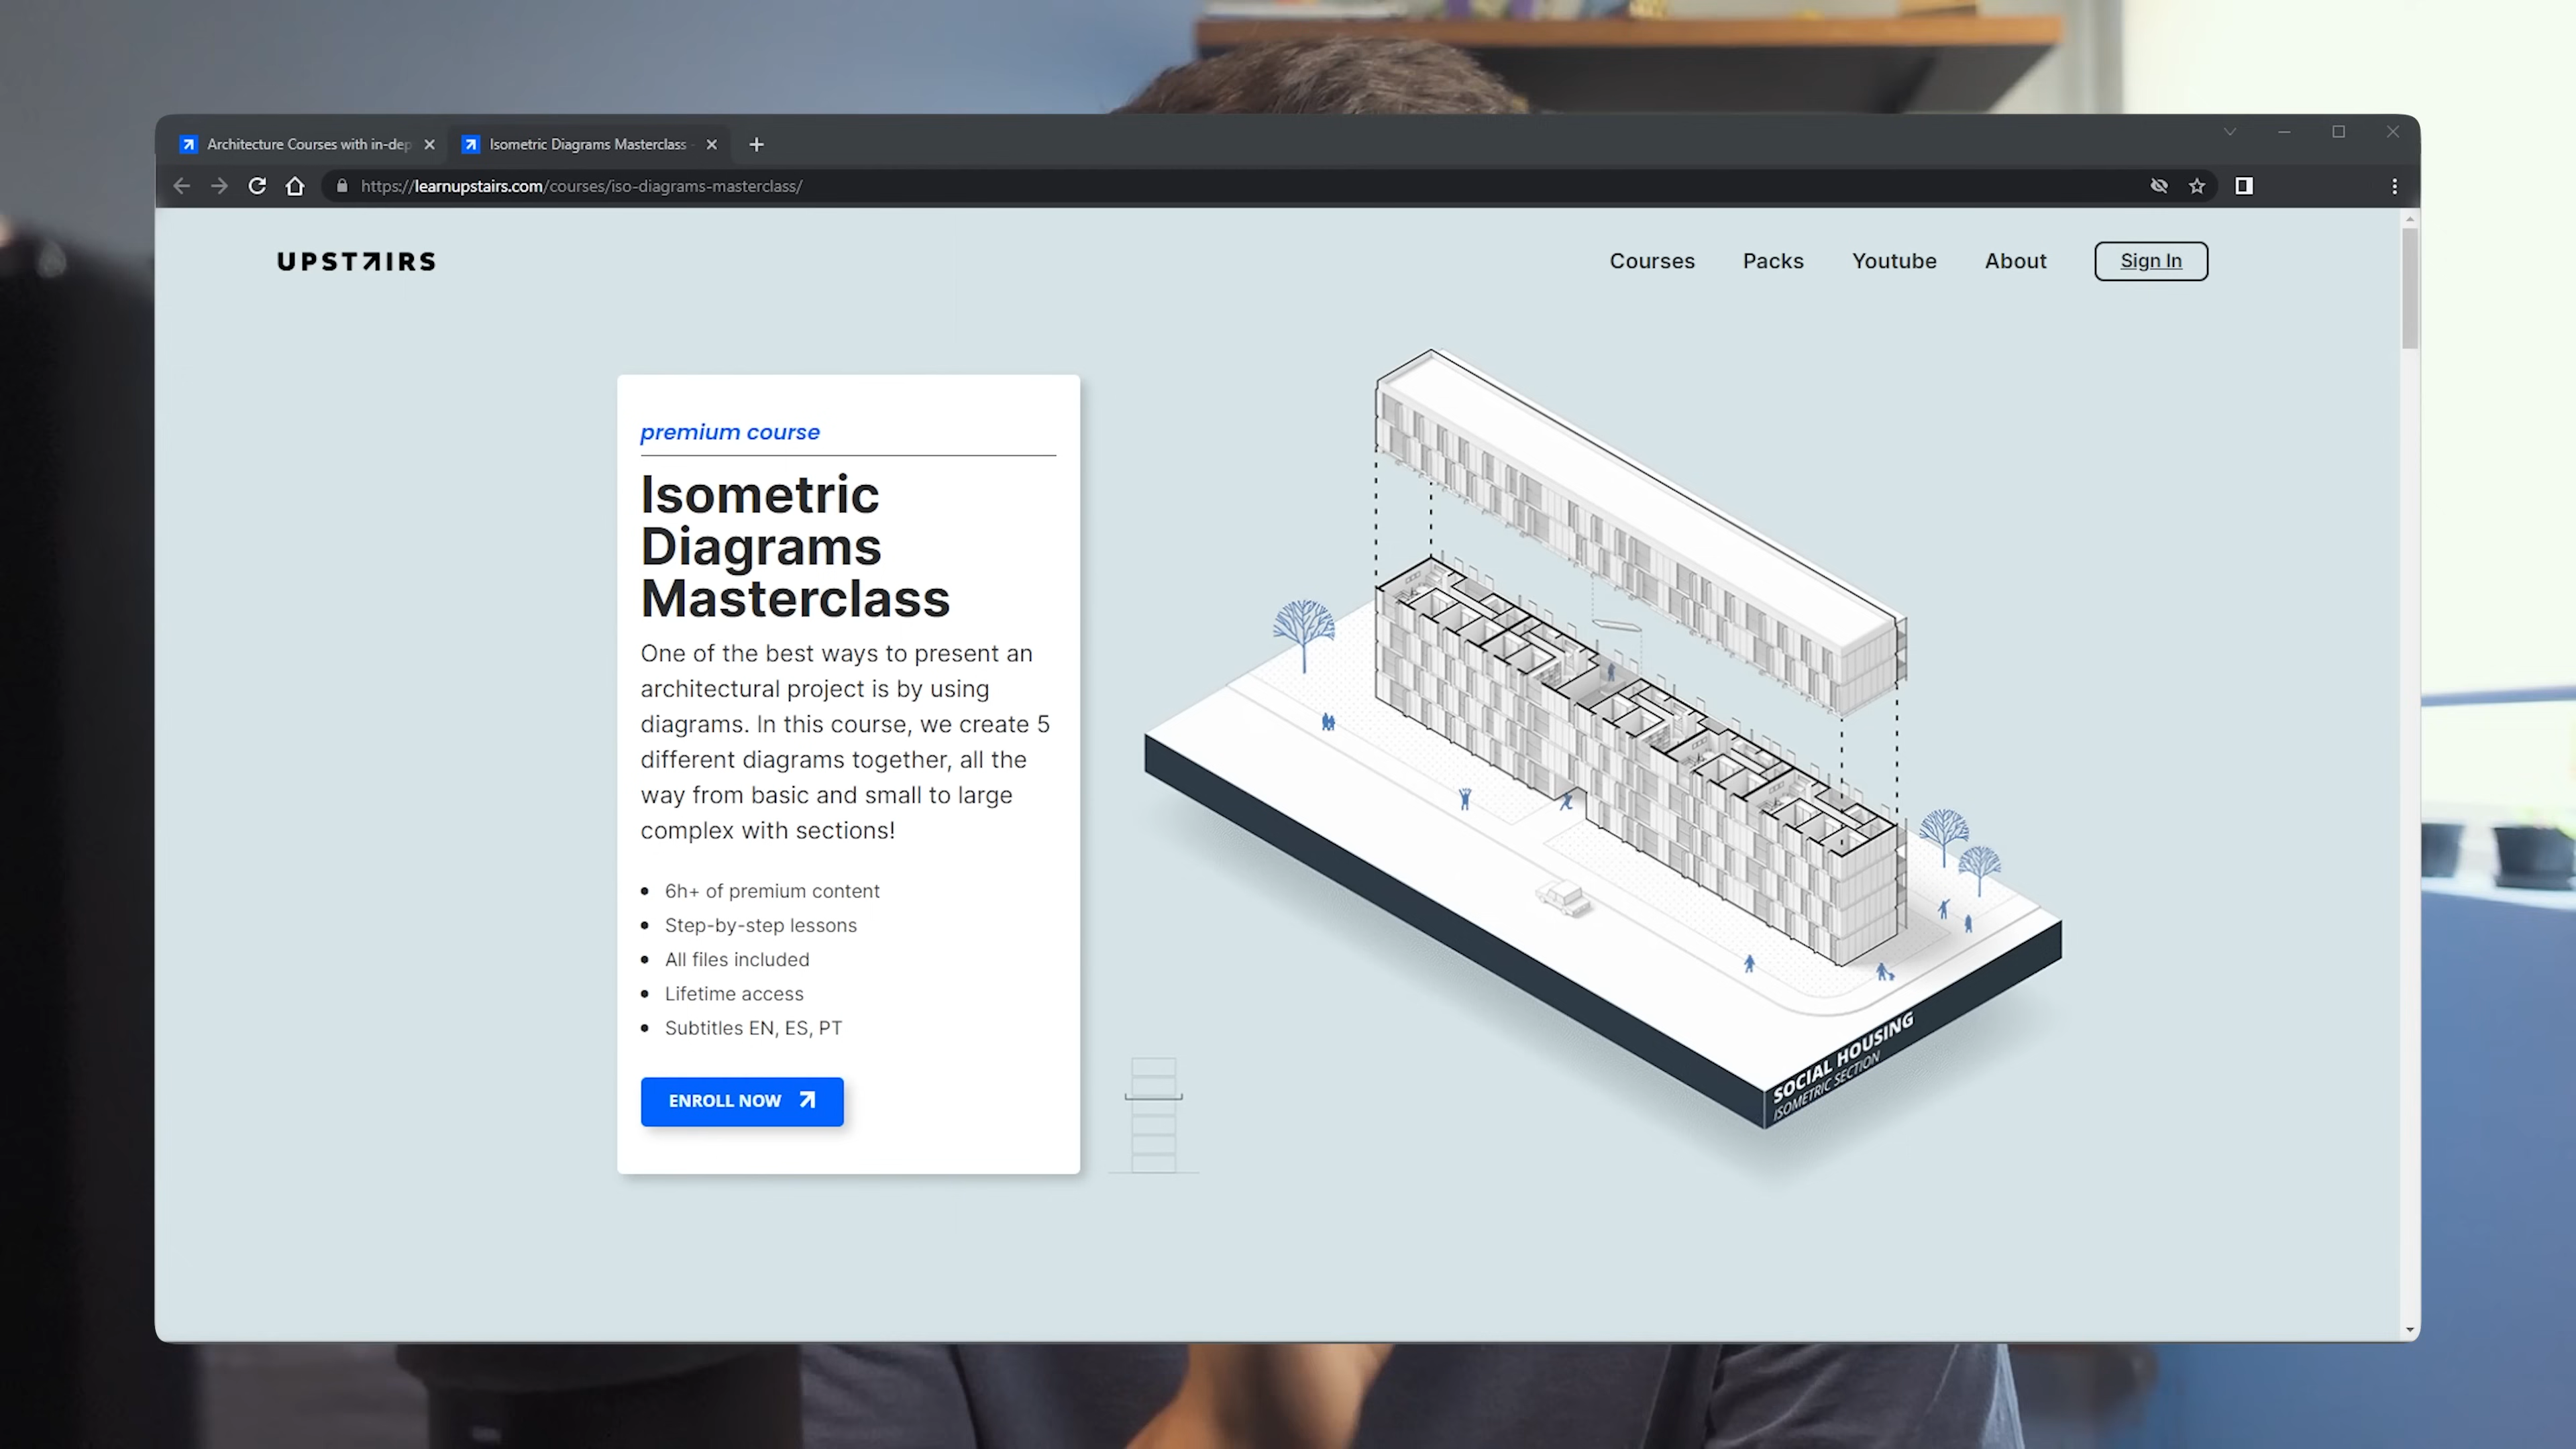 Architecture Courses with in-dep
Isometric Diagrams Masterclass -
https://learnupstairs.com/courses/iso-diagrams-masterclass/
UPSTAIRS
Courses
Packs
Youtube
About
Sign In
premium course
Isometric
Diagrams
Masterclass
One of the best ways to present an
architectural project is by using
diagrams. In this course, we create 5
different diagrams together, all the
way from basic and small to large
complex with sections!
6h+ of premium content
Step-by-step lessons
All files included
Lifetime access
Subtitles EN, ES, PT
ENROLL NOW
SOCIAL HOUSING
ISOMETRIC SECTION